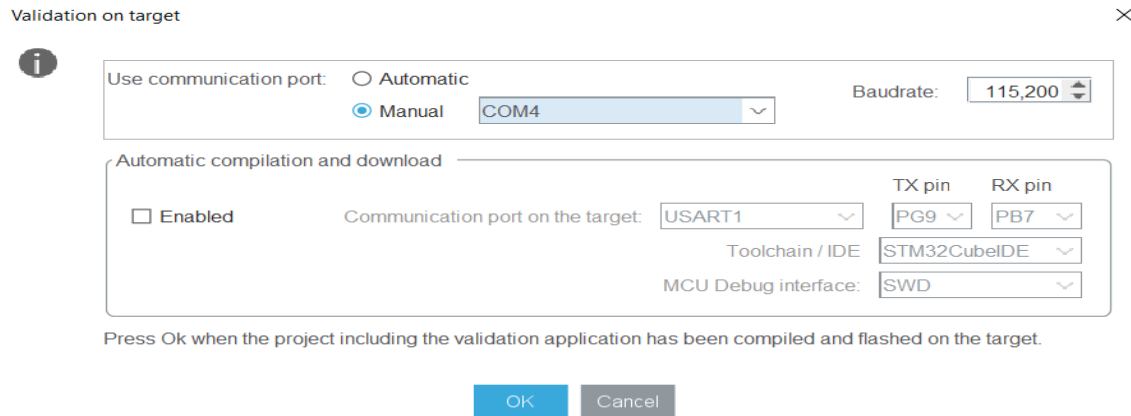 Validation on target
Use communication port: Automatic
Manual COM4
Baudrate: 115,200
Automatic compilation and download
TX pin RX pin
Enabled Communication port on the target: USART1 PG9 PB7
Toolchain / IDE STM32CubeIDE
MCU Debug interface: SWD
Press Ok when the project including the validation application has been compiled and flashed on the target.
OK Cancel